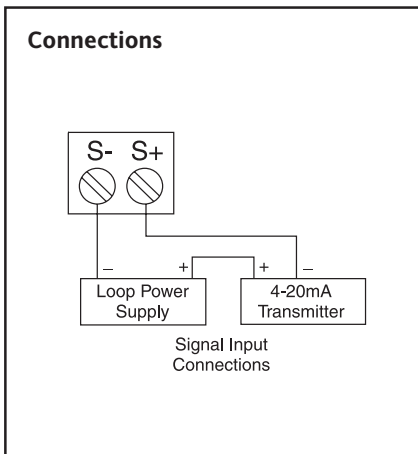 Connections
S- S+
– + + –
Loop Power
Supply
4-20mA
Transmitter
Signal Input
Connections